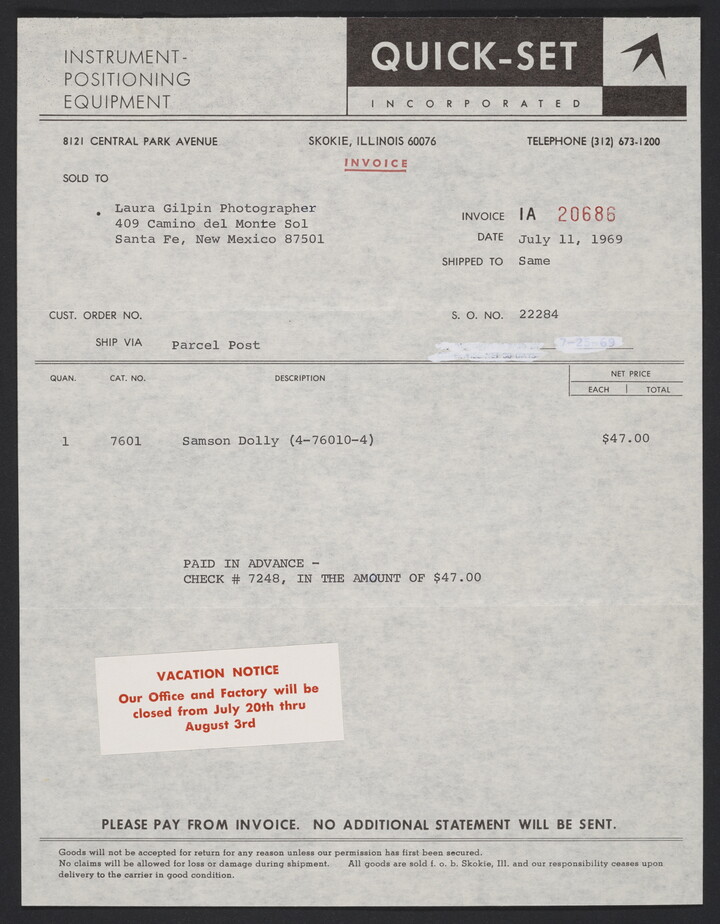 INSTRUMENT-
POSITIONING
EQUIPMENT
QUICK-SET
INCORPORATED
8121 CENTRAL PARK AVENUE SKOKIE, ILLINOIS 60076 TELEPHONE (312) 673-1200
INVOICE
SOLD TO
Laura Gilpin Photographer
409 Camino del Monte Sol
Santa Fe, New Mexico 87501
INVOICE IA 20686
DATE July 11, 1969
SHIPPED TO Same
CUST. ORDER NO. S. O. NO. 22284
SHIP VIA Parcel Post
QUAN. CAT. NO. DESCRIPTION NET PRICE
EACH TOTAL
1 7601 Samson Dolly (4-76010-4) $47.00
PAID IN ADVANCE -
CHECK # 7248, IN THE AMOUNT OF $47.00
VACATION NOTICE
Our Office and Factory will be
closed from July 20th thru
August 3rd
PLEASE PAY FROM INVOICE. NO ADDITIONAL STATEMENT WILL BE SENT.
Goods will not be accepted for return for any reason unless our permission has first been secured.
No claims will be allowed for loss or damage during shipment. All goods are sold f. o. b. Skokie, Ill. and our responsibility ceases upon
delivery to the carrier in good condition.